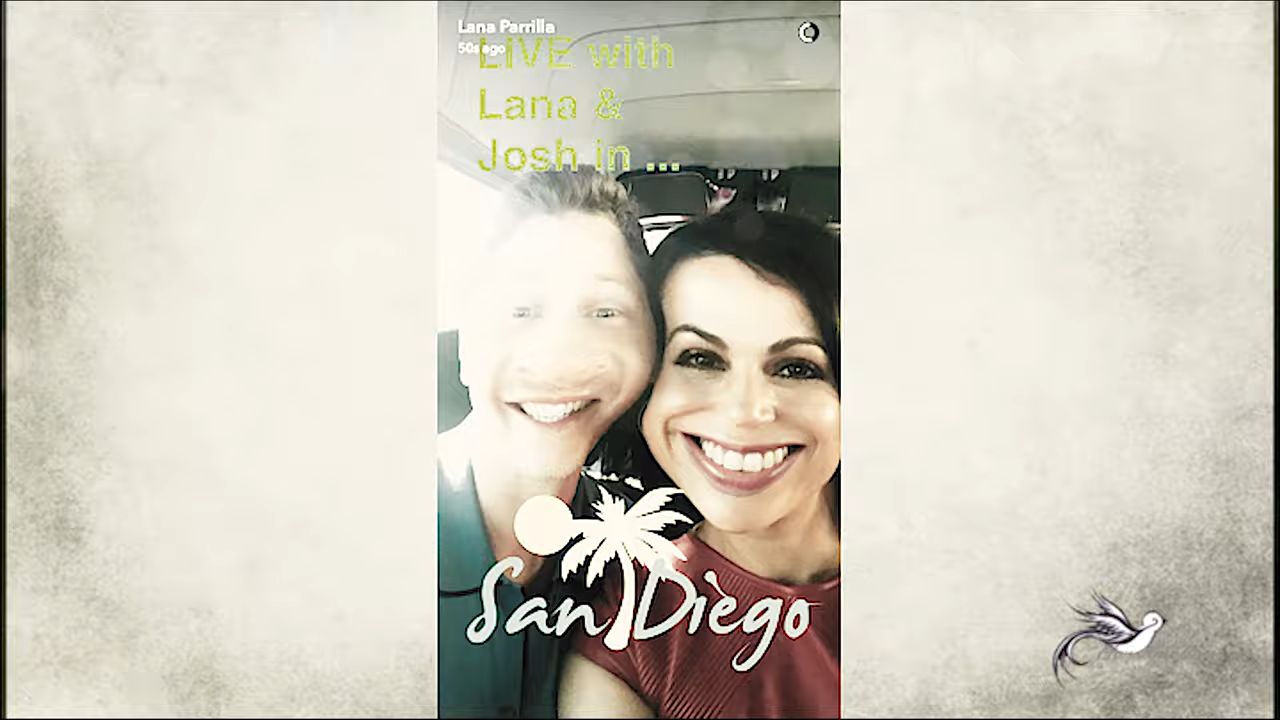 Lana Parrilla
50s ago
LIVE with
Lana &
Josh in ...
San Diego